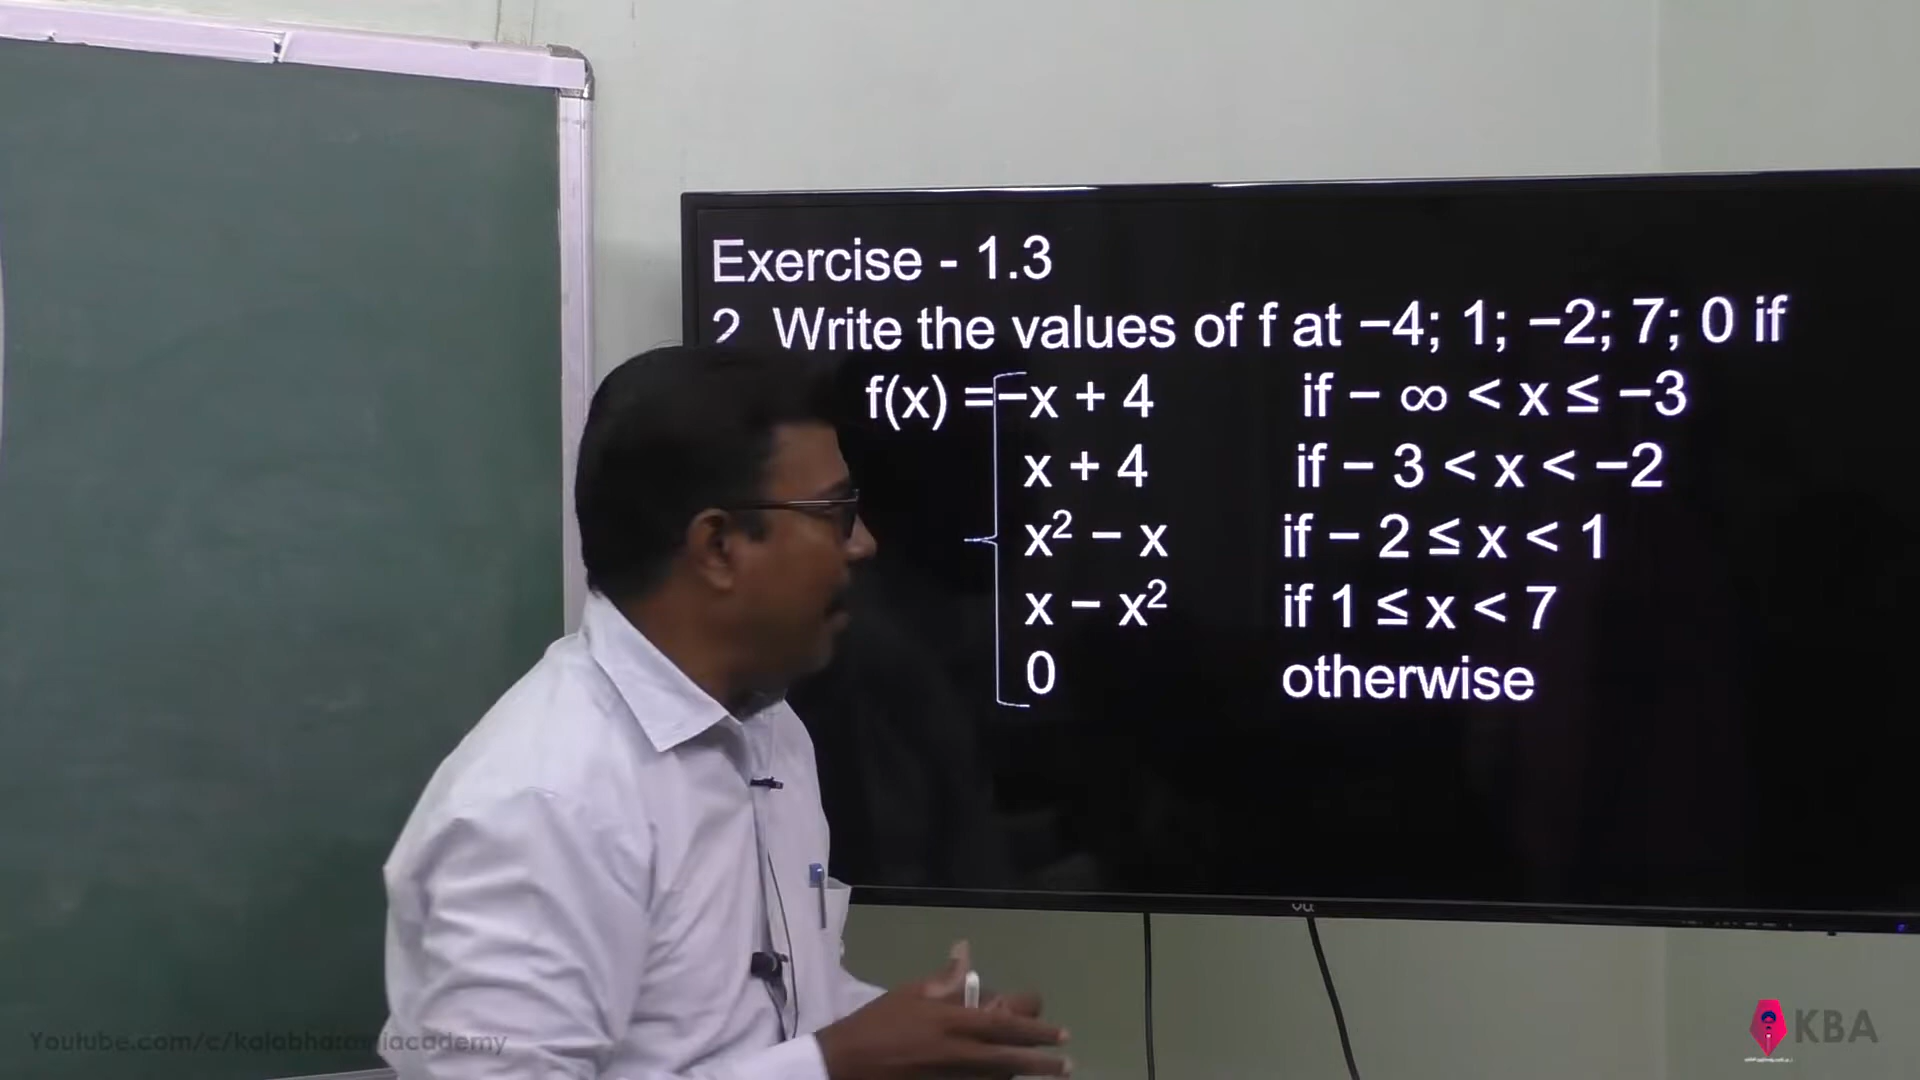 Exercise - 1.3
2. Write the values of f at −4; 1; −2; 7; 0 if
f(x) = −x + 4 if − ∞ < x ≤ −3
x + 4 if − 3 < x < −2
x² − x if − 2 ≤ x < 1
x − x² if 1 ≤ x < 7
0 otherwise
vu
KBA